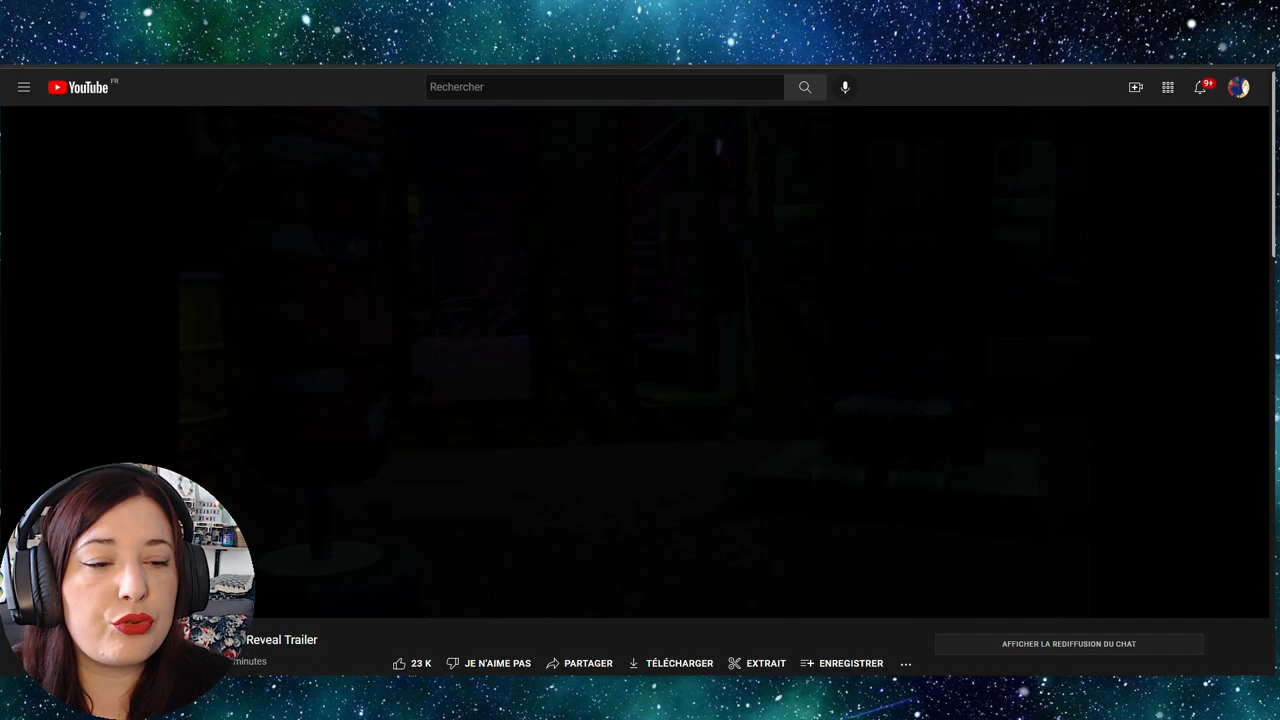 YouTube FR
Rechercher
9+
Reveal Trailer
minutes
23 K
JE N'AIME PAS
PARTAGER
TÉLÉCHARGER
EXTRAIT
ENREGISTRER
AFFICHER LA REDIFFUSION DU CHAT